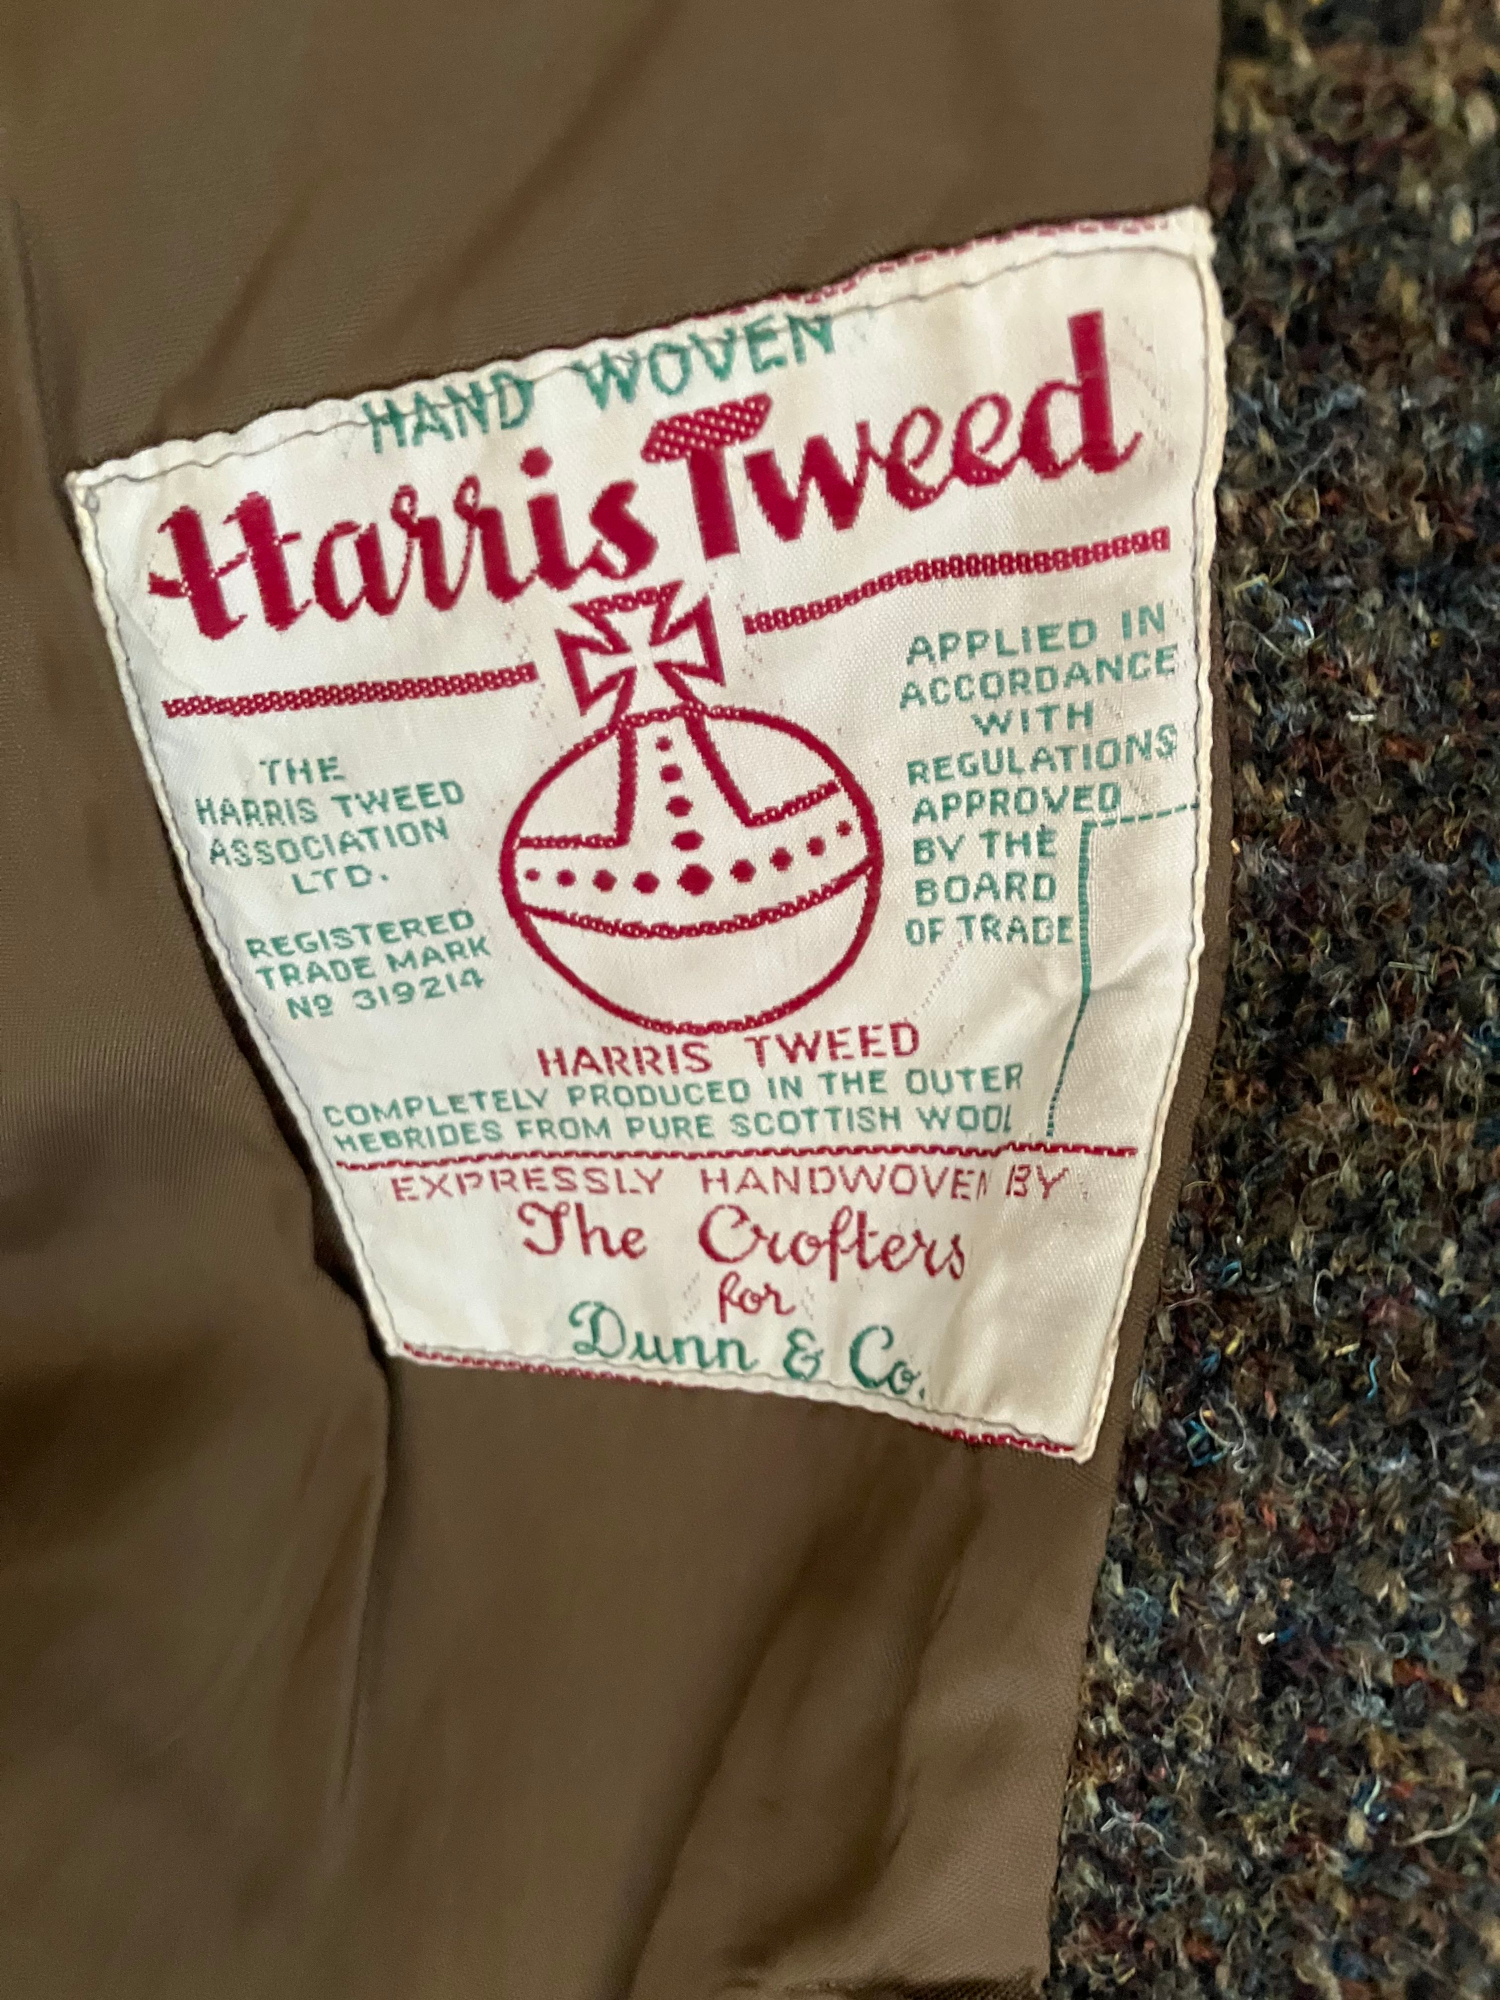 HAND WOVEN
Harris Tweed
THE
HARRIS TWEED
ASSOCIATION
LTD.
REGISTERED
TRADE MARK
Nº 319214
APPLIED IN
ACCORDANCE
WITH
REGULATIONS
APPROVED
BY THE
BOARD
OF TRADE
HARRIS TWEED
COMPLETELY PRODUCED IN THE OUTER
HEBRIDES FROM PURE SCOTTISH WOOL
EXPRESSLY HANDWOVEN BY
The Crofters
for
Dunn & Co.